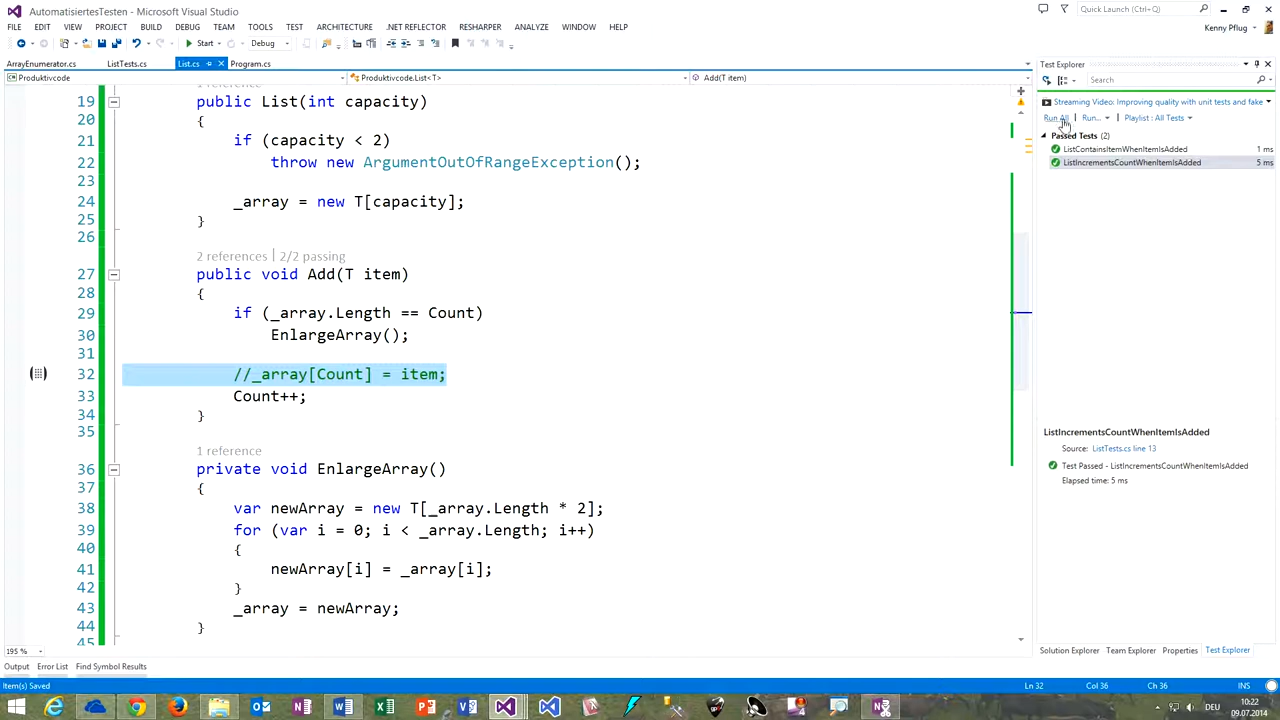 AutomatisiertesTesten - Microsoft Visual Studio
Quick Launch (Ctrl+Q)
FILE EDIT VIEW PROJECT BUILD DEBUG TEAM TOOLS TEST ARCHITECTURE .NET REFLECTOR RESHARPER ANALYZE WINDOW HELP
Kenny Pflug
Start Debug
ArrayEnumerator.cs ListTests.cs List.cs Program.cs
Produktivcode Produktivcode.List<T> Add(T item)
19 public List(int capacity)
20 {
21 if (capacity < 2)
22 throw new ArgumentOutOfRangeException();
23
24 _array = new T[capacity];
25 }
26
2 references | 2/2 passing
27 public void Add(T item)
28 {
29 if (_array.Length == Count)
30 EnlargeArray();
31
32 //_array[Count] = item;
33 Count++;
34 }
35
1 reference
36 private void EnlargeArray()
37 {
38 var newArray = new T[_array.Length * 2];
39 for (var i = 0; i < _array.Length; i++)
40 {
41 newArray[i] = _array[i];
42 }
43 _array = newArray;
44 }
45
195 %
Test Explorer
Search
Streaming Video: Improving quality with unit tests and fake
Run All | Run... | Playlist : All Tests
Passed Tests (2)
ListContainsItemWhenItemIsAdded 1 ms
ListIncrementsCountWhenItemIsAdded 5 ms
ListIncrementsCountWhenItemIsAdded
Source: ListTests.cs line 13
Test Passed - ListIncrementsCountWhenItemIsAdded
Elapsed time: 5 ms
Solution Explorer Team Explorer Properties Test Explorer
Output Error List Find Symbol Results
Item(s) Saved Ln 32 Col 36 Ch 36 INS
DEU 10:22
09.07.2014